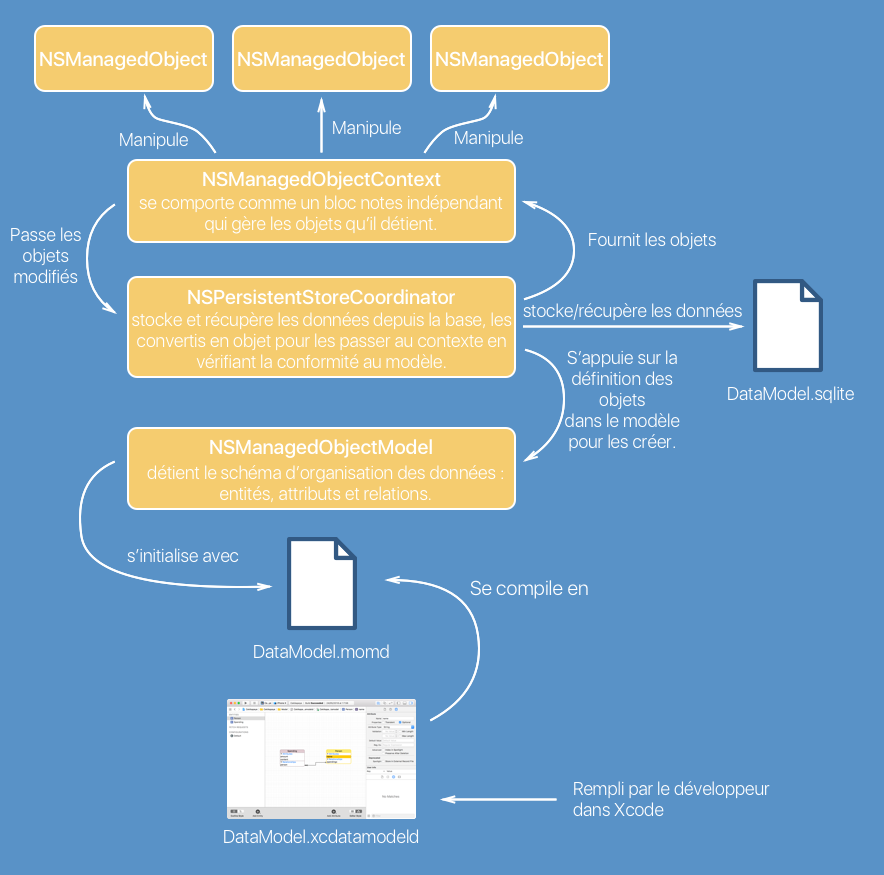 NSManagedObject
NSManagedObject
NSManagedObject
Manipule
Manipule
Manipule
NSManagedObjectContext
se comporte comme un bloc notes indépendant
qui gère les objets qu’il détient.
Passe les
objets
modifiés
Fournit les objets
NSPersistentStoreCoordinator
stocke et récupère les données depuis la base, les
convertis en objet pour les passer au contexte en
vérifiant la conformité au modèle.
stocke/récupère les données
DataModel.sqlite
S’appuie sur la
définition des
objets
dans le modèle
pour les créer.
NSManagedObjectModel
détient le schéma d’organisation des données :
entités, attributs et relations.
s’initialise avec
DataModel.momd
Se compile en
DataModel.xcdatamodeld
Rempli par le développeur
dans Xcode